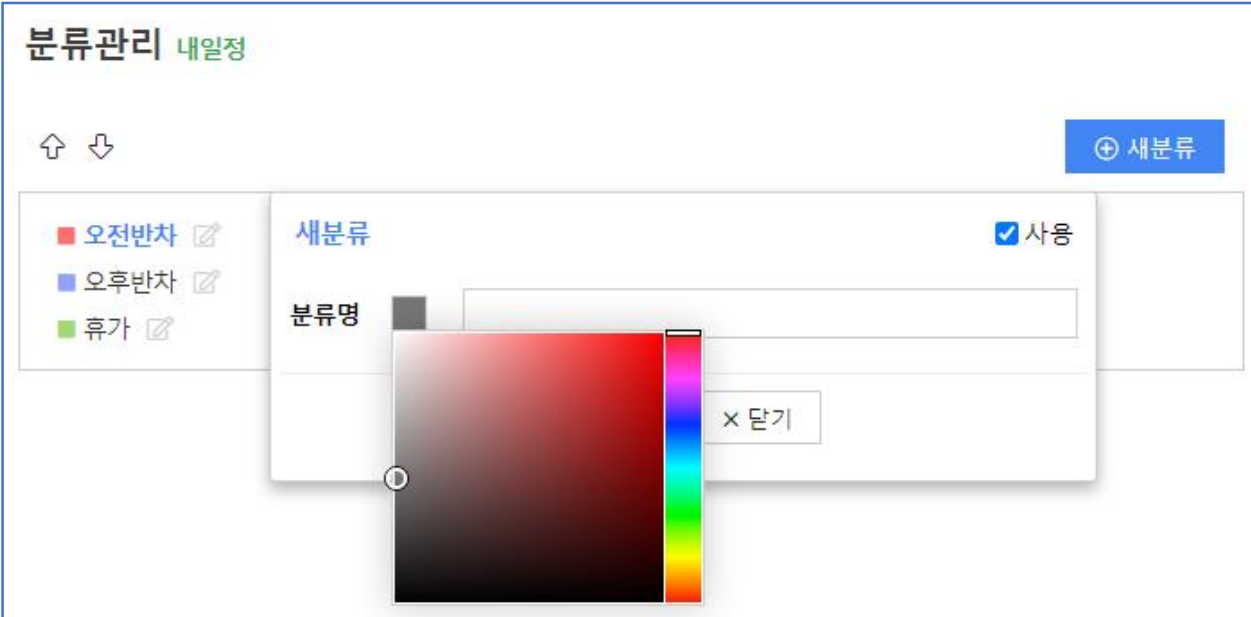 분류관리 내일정
새분류
오전반차
오후반차
휴가
새분류
사용
분류명
닫기